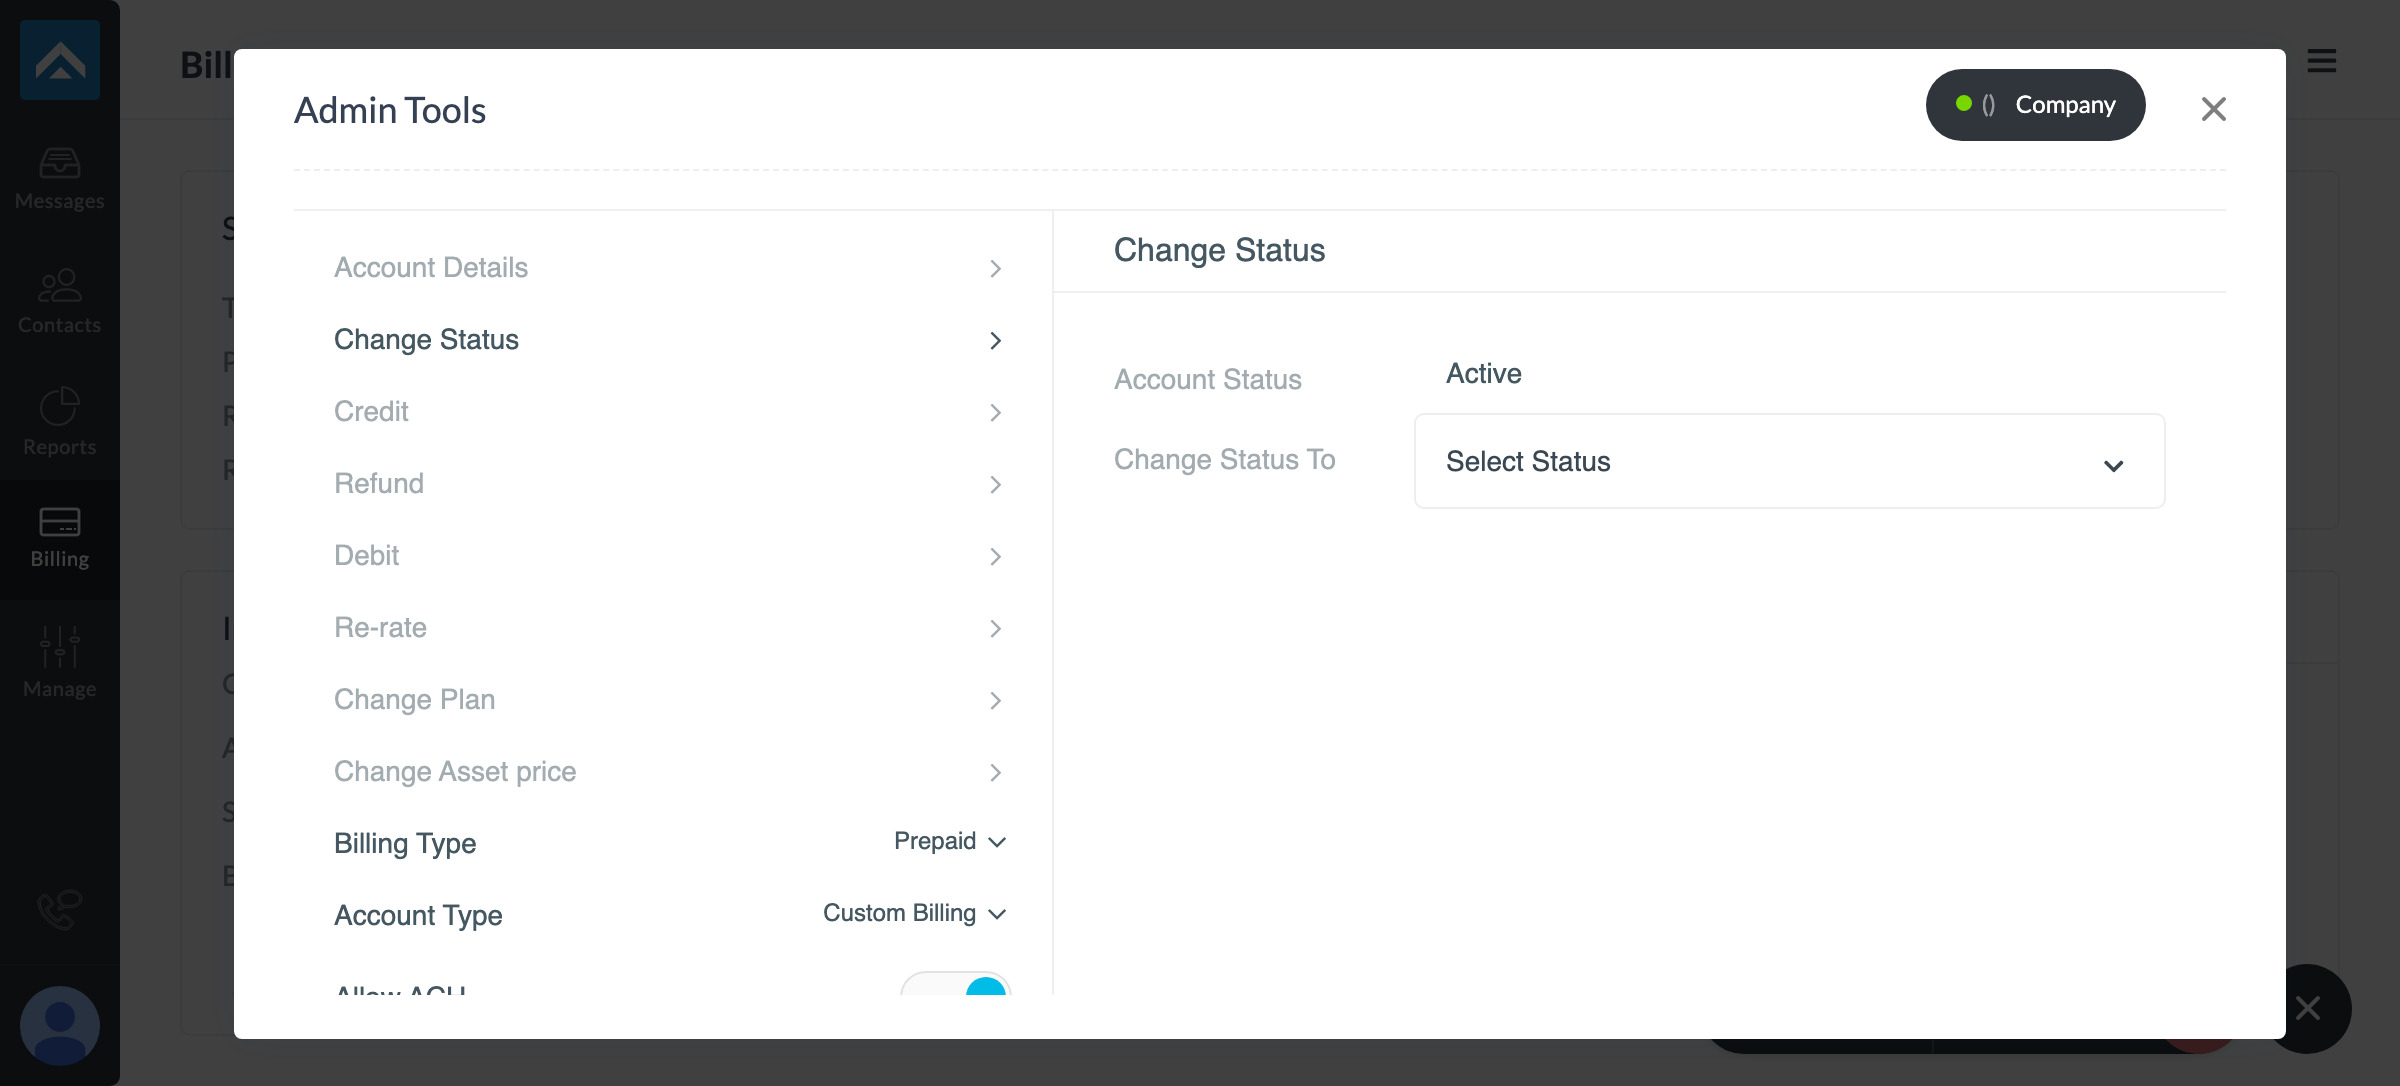 Messages
Contacts
Reports
Billing
Manage
Bill
Admin Tools
() Company
Account Details
Change Status
Credit
Refund
Debit
Re-rate
Change Plan
Change Asset price
Billing Type Prepaid
Account Type Custom Billing
Allow ACH
Change Status
Account Status Active
Change Status To Select Status